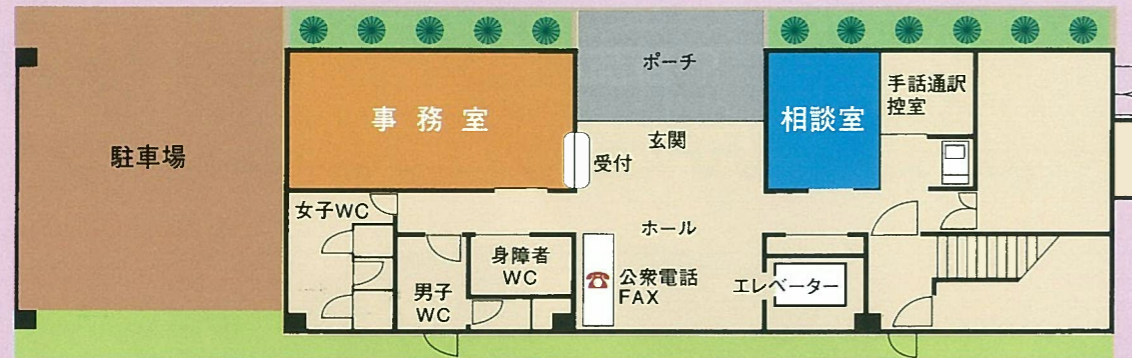 ポーチ
手話通訳
控室
事務室
相談室
玄関
駐車場
受付
女子WC
ホール
身障者
WC
公衆電話
FAX
エレベーター
男子
WC